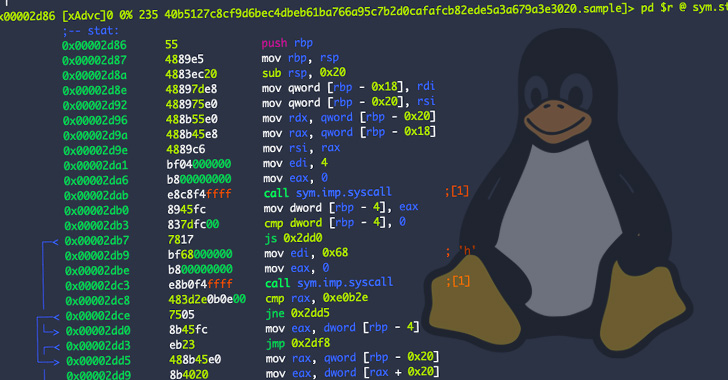 x00002d86 [xAdvc]0 0% 235 40b5127c8cf9d6bec4dbeb61ba766a95c7b2d0cafafcb82ede5a3a679a3e3020.sample]> pd $r @ sym.st
;-- stat:
0x00002d86 55 push rbp
0x00002d87 4889e5 mov rbp, rsp
0x00002d8a 4883ec20 sub rsp, 0x20
0x00002d8e 48897de8 mov qword [rbp - 0x18], rdi
0x00002d92 488975e0 mov qword [rbp - 0x20], rsi
0x00002d96 488b55e0 mov rdx, qword [rbp - 0x20]
0x00002d9a 488b45e8 mov rax, qword [rbp - 0x18]
0x00002d9e 4889c6 mov rsi, rax
0x00002da1 bf04000000 mov edi, 4
0x00002da6 b800000000 mov eax, 0
0x00002dab e8c8f4ffff call sym.imp.syscall ;[1]
0x00002db0 8945fc mov dword [rbp - 4], eax
0x00002db3 837dfc00 cmp dword [rbp - 4], 0
0x00002db7 7817 js 0x2dd0
0x00002db9 bf68000000 mov edi, 0x68 ; 'h'
0x00002dbe b800000000 mov eax, 0
0x00002dc3 e8b0f4ffff call sym.imp.syscall ;[1]
0x00002dc8 483d2e0b0e00 cmp rax, 0xe0b2e
0x00002dce 7505 jne 0x2dd5
0x00002dd0 8b45fc mov eax, dword [rbp - 4]
0x00002dd3 eb23 jmp 0x2df8
0x00002dd5 488b45e0 mov rax, qword [rbp - 0x20]
0x00002dd9 8b4020 mov eax, dword [rax + 0x20]